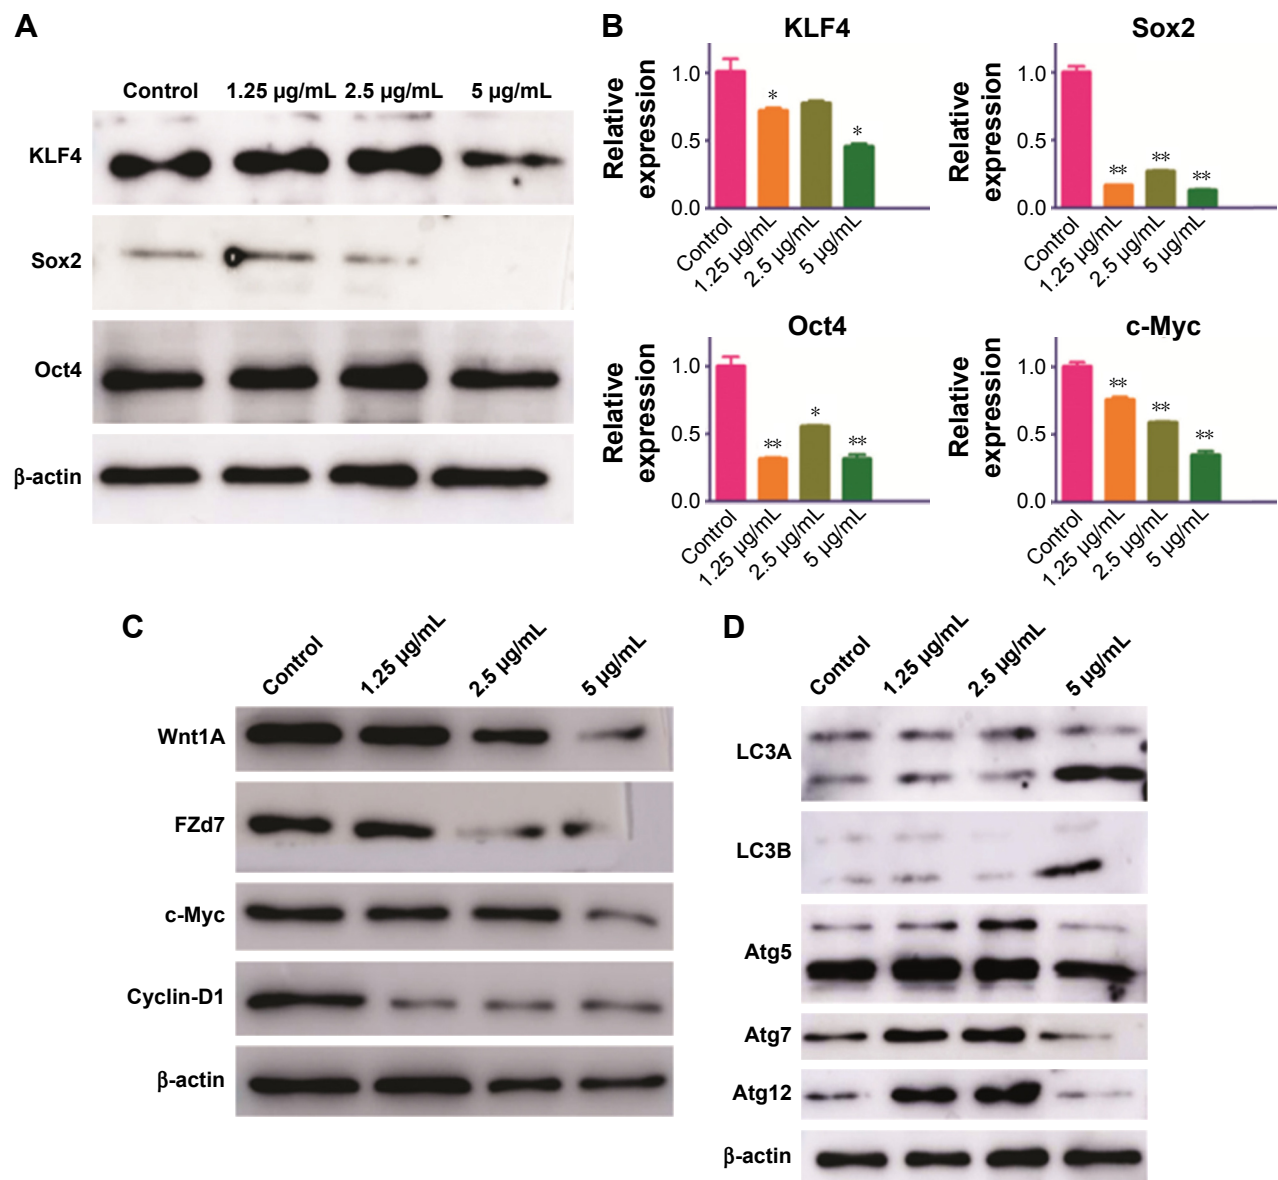 A
Control 1.25 µg/mL 2.5 µg/mL 5 µg/mL
KLF4
Sox2
Oct4
β-actin
B
KLF4
Relative
expression
1.0
0.5
0.0
*
*
Control
1.25 µg/mL
2.5 µg/mL
5 µg/mL
Sox2
Relative
expression
1.0
0.5
0.0
**
**
**
Control
1.25 µg/mL
2.5 µg/mL
5 µg/mL
Oct4
Relative
expression
1.0
0.5
0.0
**
*
**
Control
1.25 µg/mL
2.5 µg/mL
5 µg/mL
c-Myc
Relative
expression
1.0
0.5
0.0
**
**
**
Control
1.25 µg/mL
2.5 µg/mL
5 µg/mL
C
Control
1.25 µg/mL
2.5 µg/mL
5 µg/mL
Wnt1A
FZd7
c-Myc
Cyclin-D1
β-actin
D
Control
1.25 µg/mL
2.5 µg/mL
5 µg/mL
LC3A
LC3B
Atg5
Atg7
Atg12
β-actin